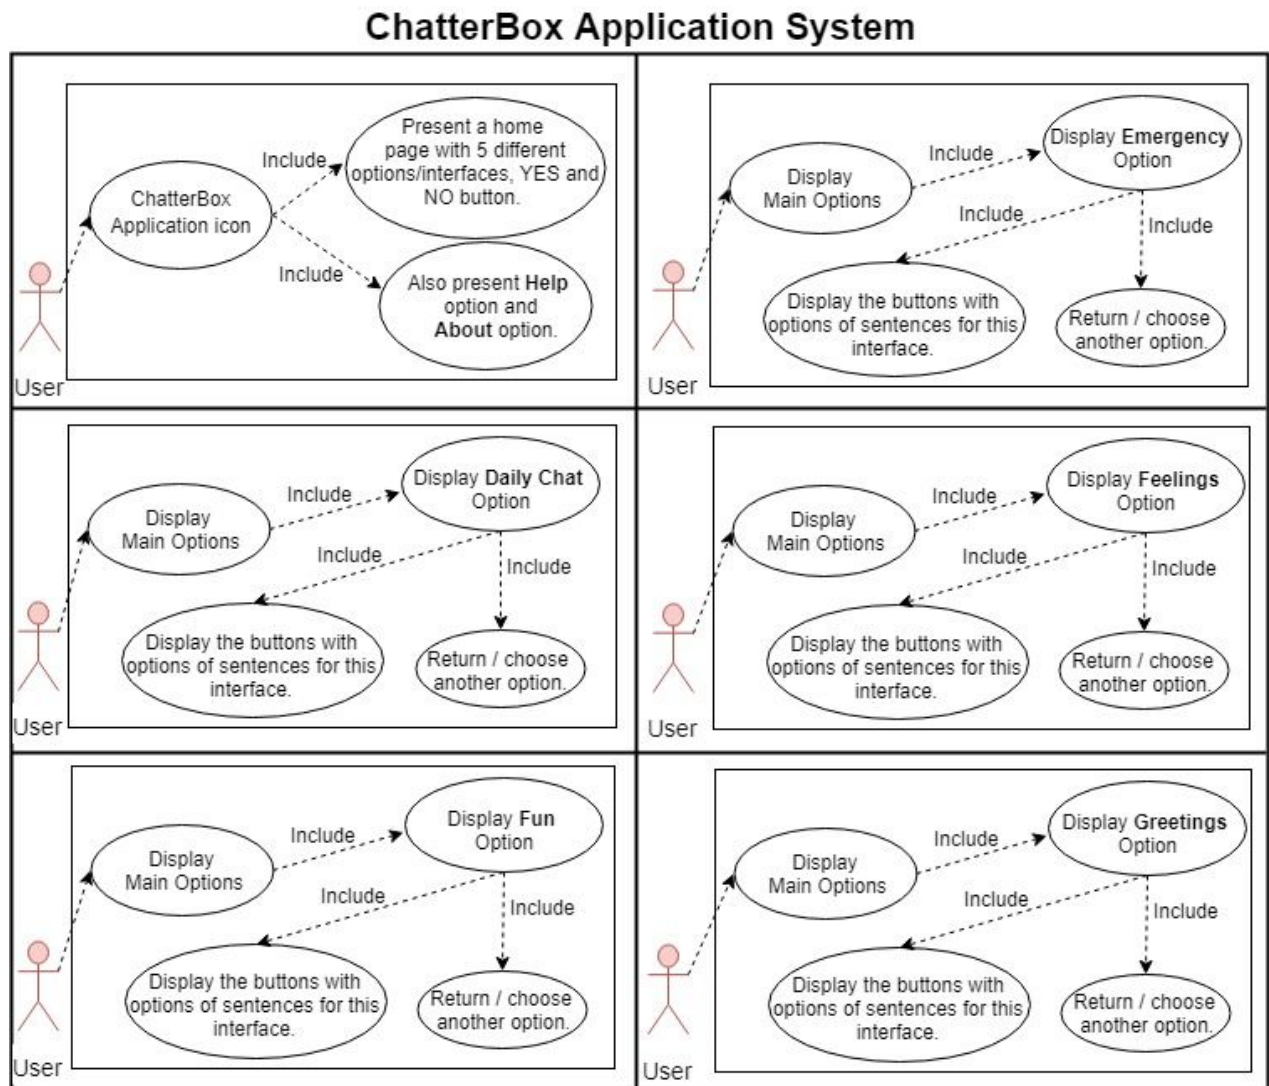 ChatterBox Application System
ChatterBox
Application icon
Include
Present a home
page with 5 different
options/interfaces, YES and
NO button.
Include
Also present Help
option and
About option.
User
Display
Main Options
Include
Display Emergency
Option
Include
Include
Display the buttons with
options of sentences for this
interface.
Return / choose
another option.
User
Display
Main Options
Include
Display Daily Chat
Option
Include
Include
Display the buttons with
options of sentences for this
interface.
Return / choose
another option.
User
Display
Main Options
Include
Display Feelings
Option
Include
Include
Display the buttons with
options of sentences for this
interface.
Return / choose
another option.
User
Display
Main Options
Include
Display Fun
Option
Include
Include
Display the buttons with
options of sentences for this
interface.
Return / choose
another option.
User
Display
Main Options
Include
Display Greetings
Option
Include
Include
Display the buttons with
options of sentences for this
interface.
Return / choose
another option.
User